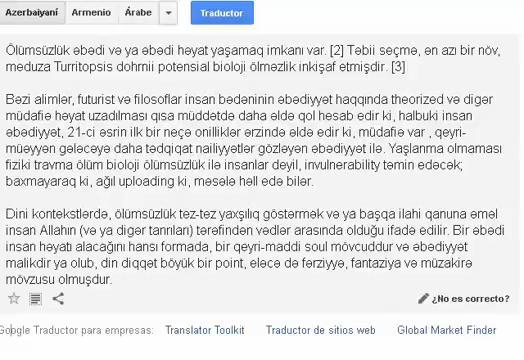 Azerbaiyaní Armenio Árabe Traductor
Ölümsüzlük əbədi və ya əbədi həyat yaşamaq imkanı var. [2] Təbii seçmə, ən azı bir növ,
meduza Turritopsis dohrnii potensial bioloji ölməzlik inkişaf etmişdir. [3]
Bəzi alimlər, futurist və filosoflar insan bədəninin əbədiyyət haqqında theorized və digər
müdafiə həyat uzadılması qısa müddətdə daha əldə qol hesab edir ki, halbuki insan
əbədiyyət, 21-ci əsrin ilk bir neçə onilliklər ərzində əldə edir ki, müdafiə var , qeyri-
müəyyən gələcəyə daha tədqiqat nailiyyətlər gözləyən əbədiyyət ilə. Yaşlanma olmaması
fiziki travma ölüm bioloji ölümsüzlük ilə insanlar deyil, invulnerability təmin edəcək;
baxmayaraq ki, ağıl uploading ki, məsələ həll edə bilər.
Dini kontekstlərdə, ölümsüzlük tez-tez yaxşılıq göstərmək və ya başqa ilahi qanuna əməl
insan Allahın (və ya digər tanrıları) tərəfindən vədlər arasında olduğu ifadə edilir. Bir əbədi
insan həyatı alacağını hansı formada, bir qeyri-maddi soul mövcuddur və əbədiyyət
malikdir ya olub, din diqqət böyük bir point, eləcə də fərziyyə, fantaziya və müzakirə
mövzusu olmuşdur.
¿No es correcto?
Google Traductor para empresas: Translator Toolkit Traductor de sitios web Global Market Finder